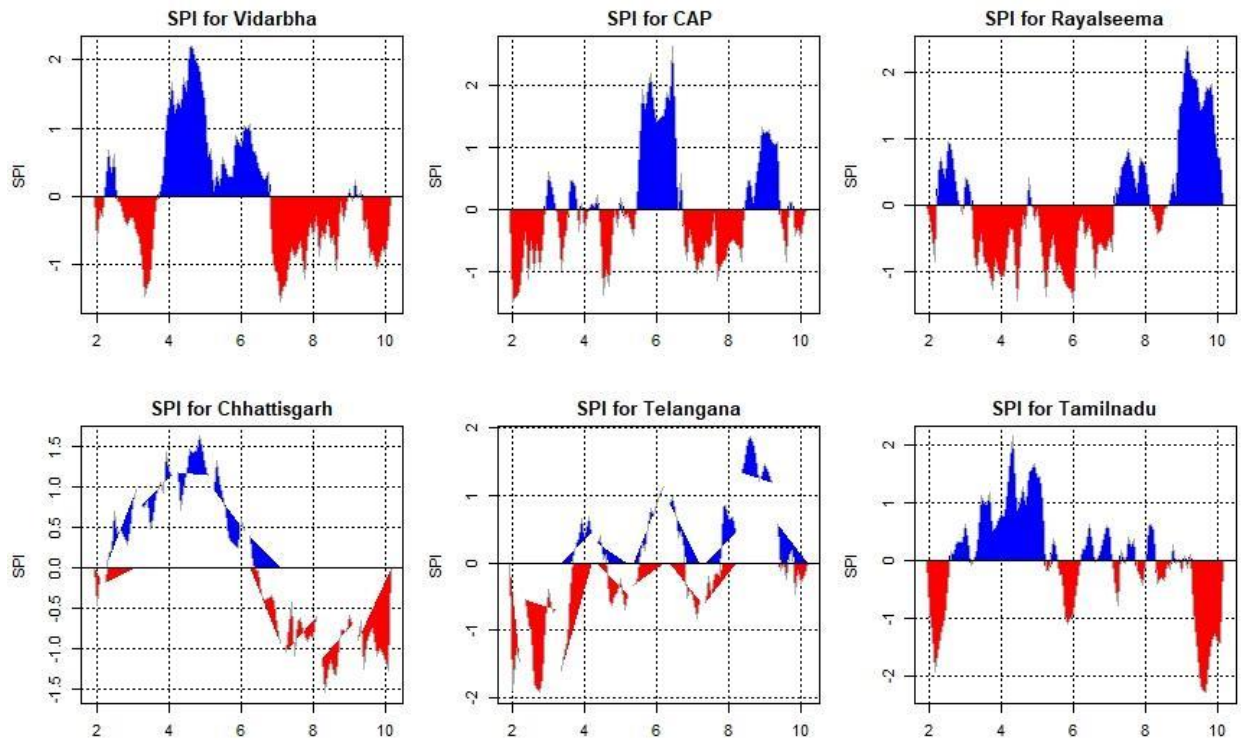 SPI for Vidarbha
SPI
2
1
0
-1
2 4 6 8 10
SPI for CAP
SPI
2
1
0
-1
2 4 6 8 10
SPI for Rayalseema
SPI
2
1
0
-1
2 4 6 8 10
SPI for Chhattisgarh
SPI
1.5
1.0
0.5
0.0
-0.5
-1.0
-1.5
2 4 6 8 10
SPI for Telangana
SPI
2
1
0
-1
-2
2 4 6 8 10
SPI for Tamilnadu
SPI
2
1
0
-1
-2
2 4 6 8 10